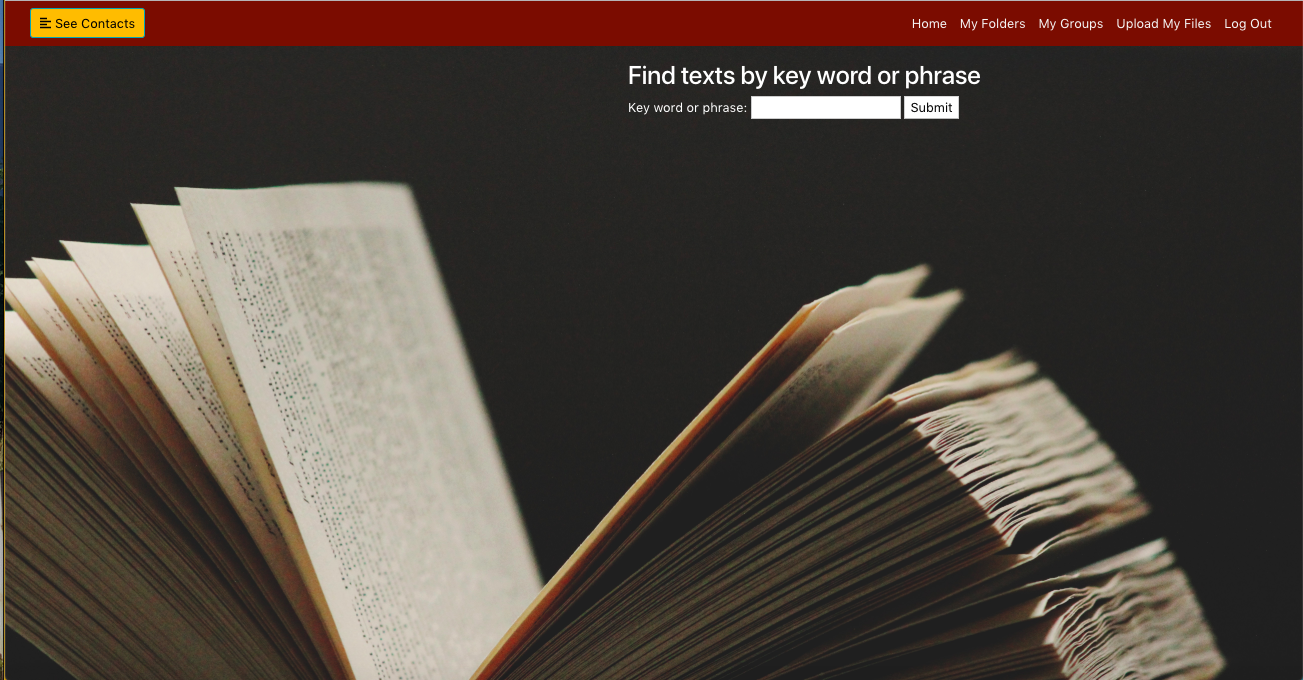 See Contacts
Home My Folders My Groups Upload My Files Log Out
Find texts by key word or phrase
Key word or phrase: Submit